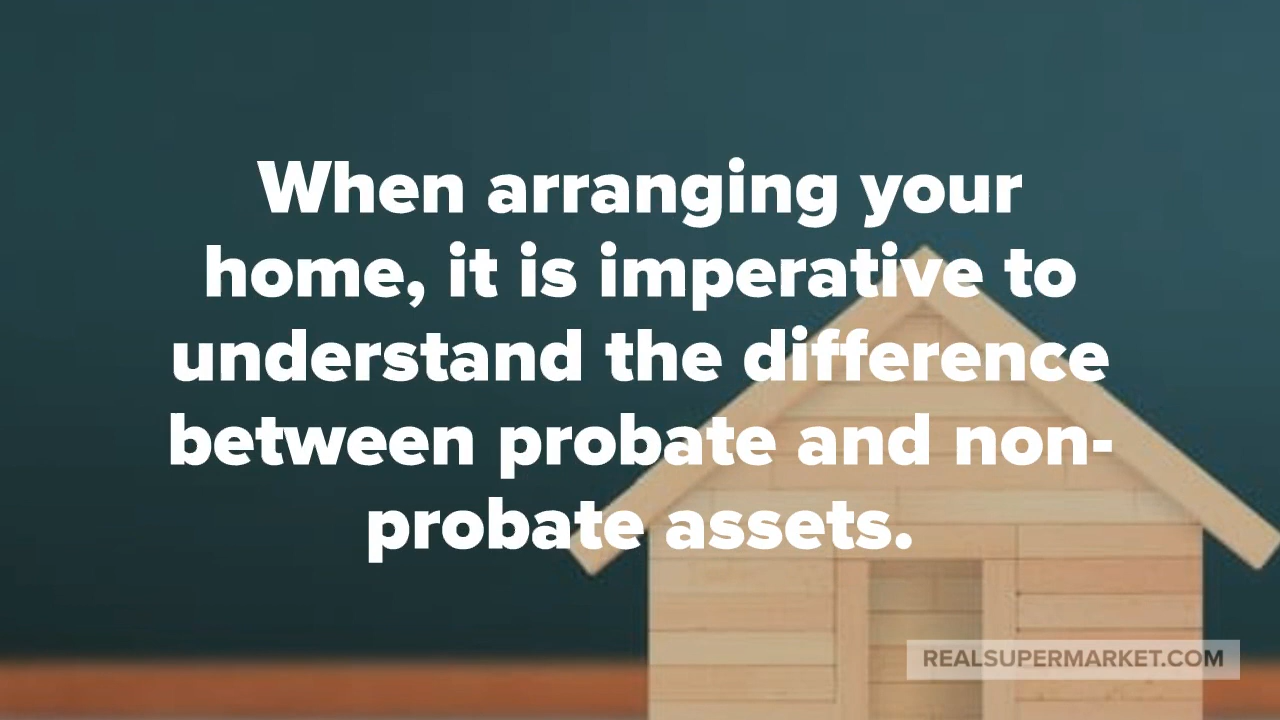 When arranging your
home, it is imperative to
understand the difference
between probate and non-
probate assets.
REALSUPERMARKET.COM